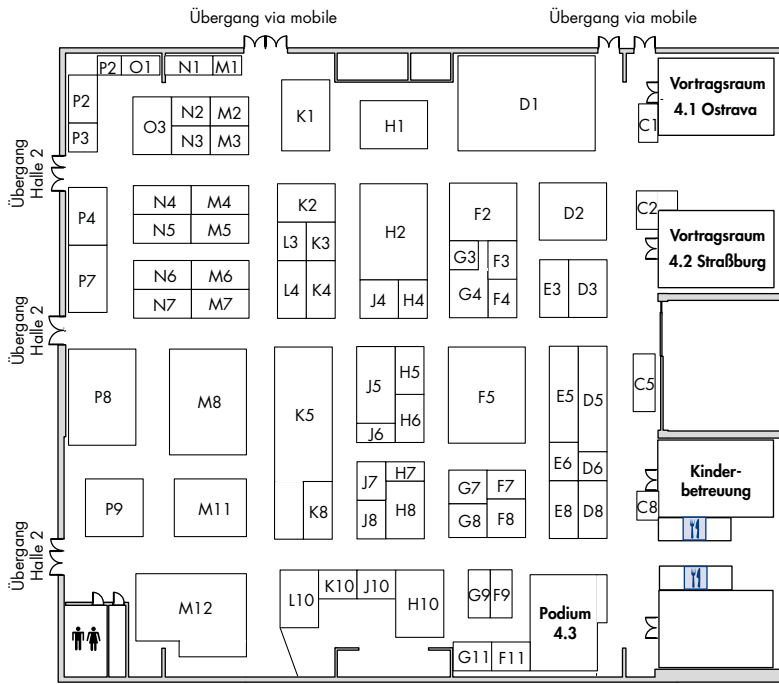 Übergang via mobile
Übergang via mobile
P2 O1 N1 M1
P2
P3
O3 N2 M2
N3 M3
K1
H1
D1
C1
Vortragsraum
4.1 Ostrava
Übergang
Halle 2
P4
P7
N4 M4
N5 M5
N6 M6
N7 M7
K2
L3 K3
L4 K4
H2
J4 H4
F2
G3 F3
G4 F4
D2
E3 D3
C2
Vortragsraum
4.2 Straßburg
Übergang
Halle 2
P8
M8
K5
K8
J5 H5
J6 H6
F5
E5 D5
E6 D6
C5
P9
M11
J7 H7
J8 H8
G7 F7
G8 F8
E8 D8
C8
Kinder-
betreuung
Übergang
Halle 2
M12
L10
K10 J10
H10
G9 F9
G11 F11
Podium
4.3